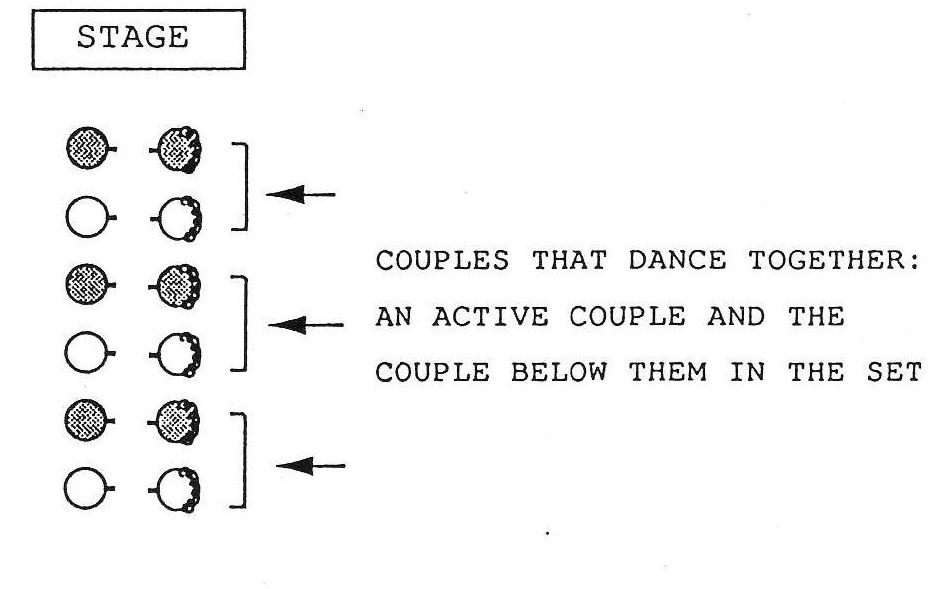 STAGE
COUPLES THAT DANCE TOGETHER:
AN ACTIVE COUPLE AND THE
COUPLE BELOW THEM IN THE SET